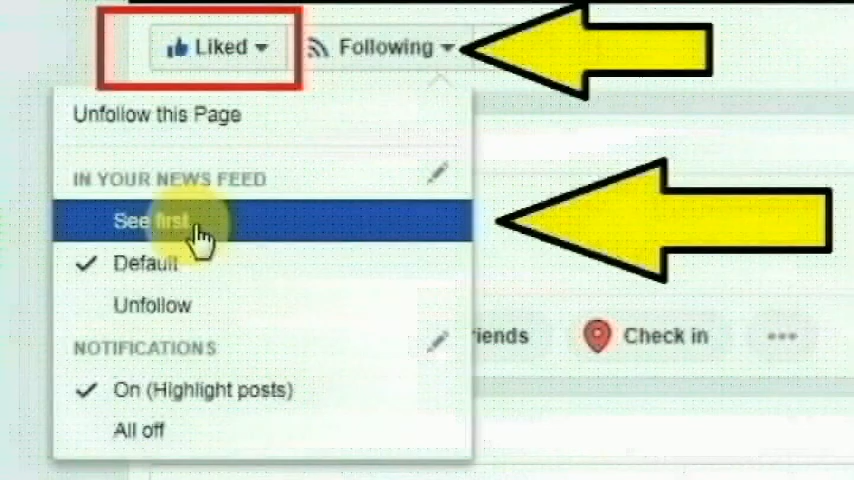 Liked Following
Unfollow this Page
IN YOUR NEWS FEED
See first
Default
Unfollow
riends Check in
NOTIFICATIONS
On (Highlight posts)
All off